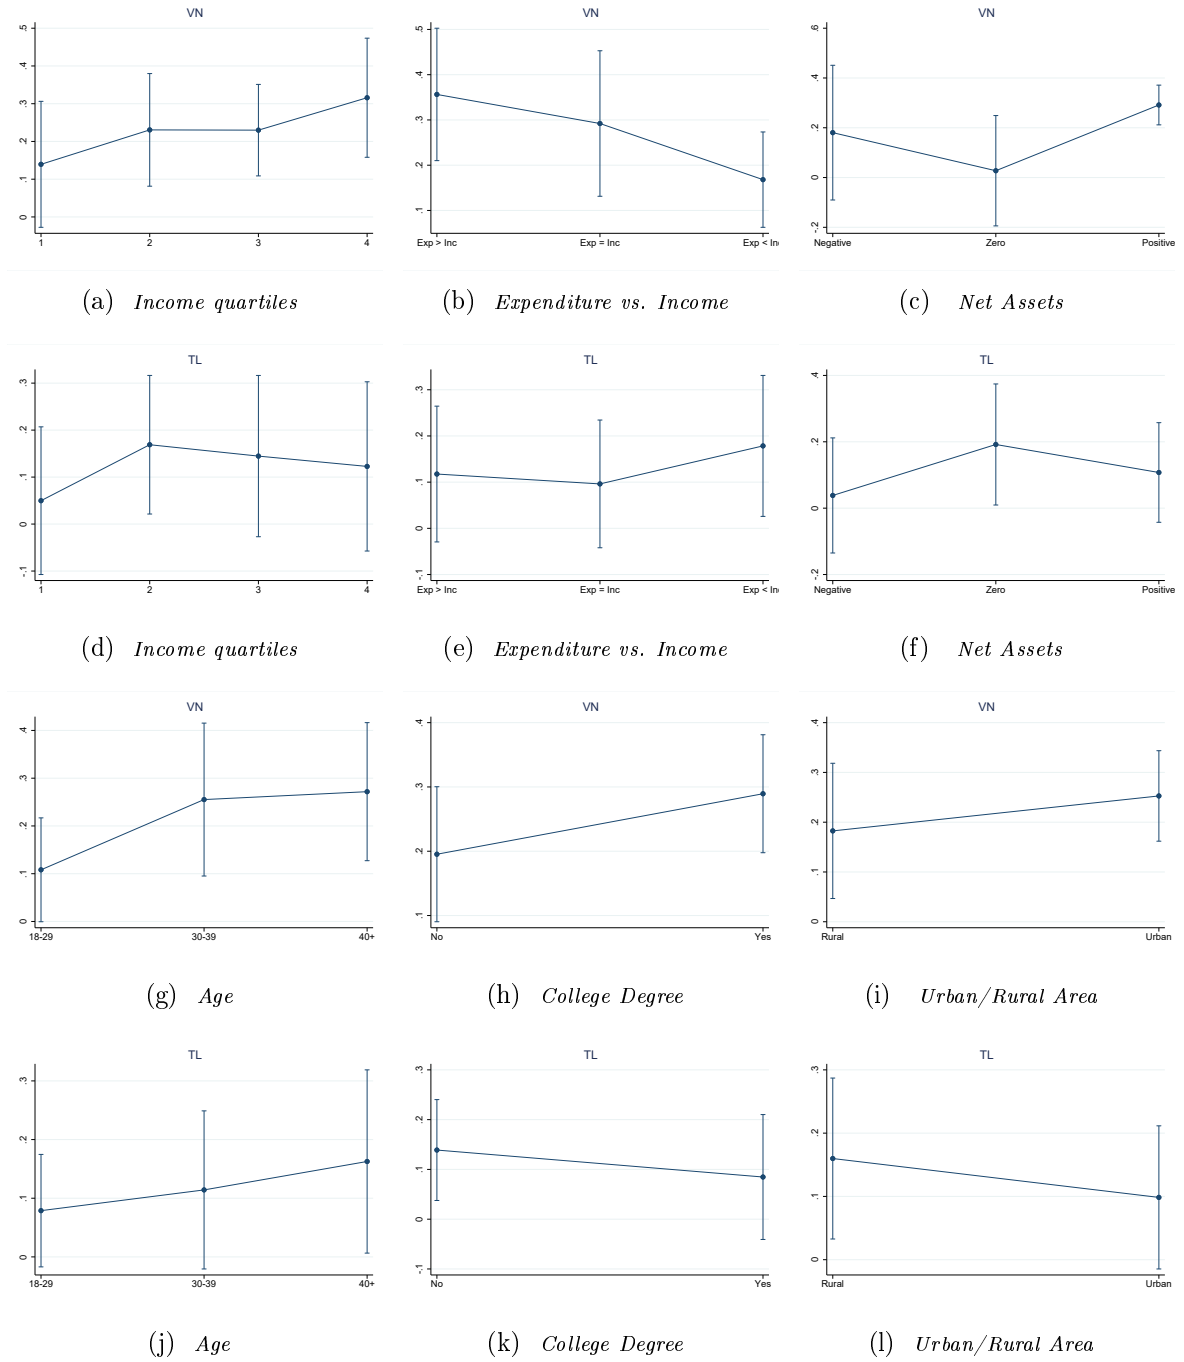 VN VN VN
.5 .4 .3 .2 .1 0
.5 .4 .3 .2 .1
.6 .4 .2 0 -.2
1 2 3 4 Exp > Inc Exp = Inc Exp < In Negative Zero Positive
(a) Income quartiles (b) Expenditure vs. Income (c) Net Assets
TL TL TL
.3 .2 .1 0 -.1
.3 .2 .1 0 -.1
.4 .2 0 -.2
1 2 3 4 Exp > Inc Exp = Inc Exp < In Negative Zero Positive
(d) Income quartiles (e) Expenditure vs. Income (f) Net Assets
VN VN VN
.4 .3 .2 .1 0
.4 .3 .2 .1
.4 .3 .2 .1 0
18-29 30-39 40+ No Yes Rural Urban
(g) Age (h) College Degree (i) Urban/Rural Area
TL TL TL
.3 .2 .1 0
.3 .2 .1 0 -.1
.3 .2 .1 0
18-29 30-39 40+ No Yes Rural Urban
(j) Age (k) College Degree (l) Urban/Rural Area